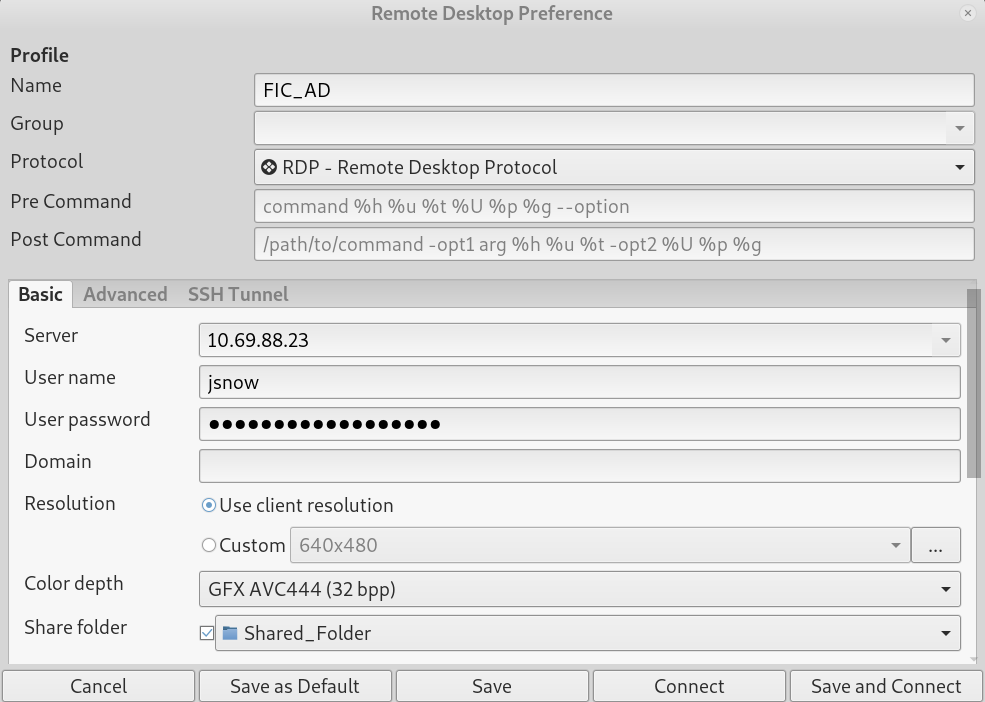 Remote Desktop Preference
Profile
Name FIC_AD
Group
Protocol RDP - Remote Desktop Protocol
Pre Command command %h %u %t %U %p %g --option
Post Command /path/to/command -opt1 arg %h %u %t -opt2 %U %p %g
Basic Advanced SSH Tunnel
Server 10.69.88.23
User name jsnow
User password ●●●●●●●●●●●●●●●●●●
Domain
Resolution Use client resolution
Custom 640x480 ...
Color depth GFX AVC444 (32 bpp)
Share folder Shared_Folder
Cancel Save as Default Save Connect Save and Connect